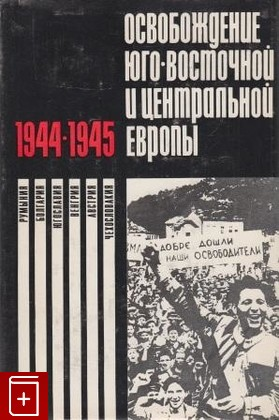 ОСВОБОЖДЕНИЕ
ЮГО-ВОСТОЧНОЙ
И ЦЕНТРАЛЬНОЙ
ЕВРОПЫ
1944-1945
РУМЫНИЯ
БОЛГАРИЯ
ЮГОСЛАВИЯ
ВЕНГРИЯ
АВСТРИЯ
ЧЕХОСЛОВАКИЯ
ДОБРЕ ДОШЛИ
НАШИ ОСВОБОДИТЕЛИ